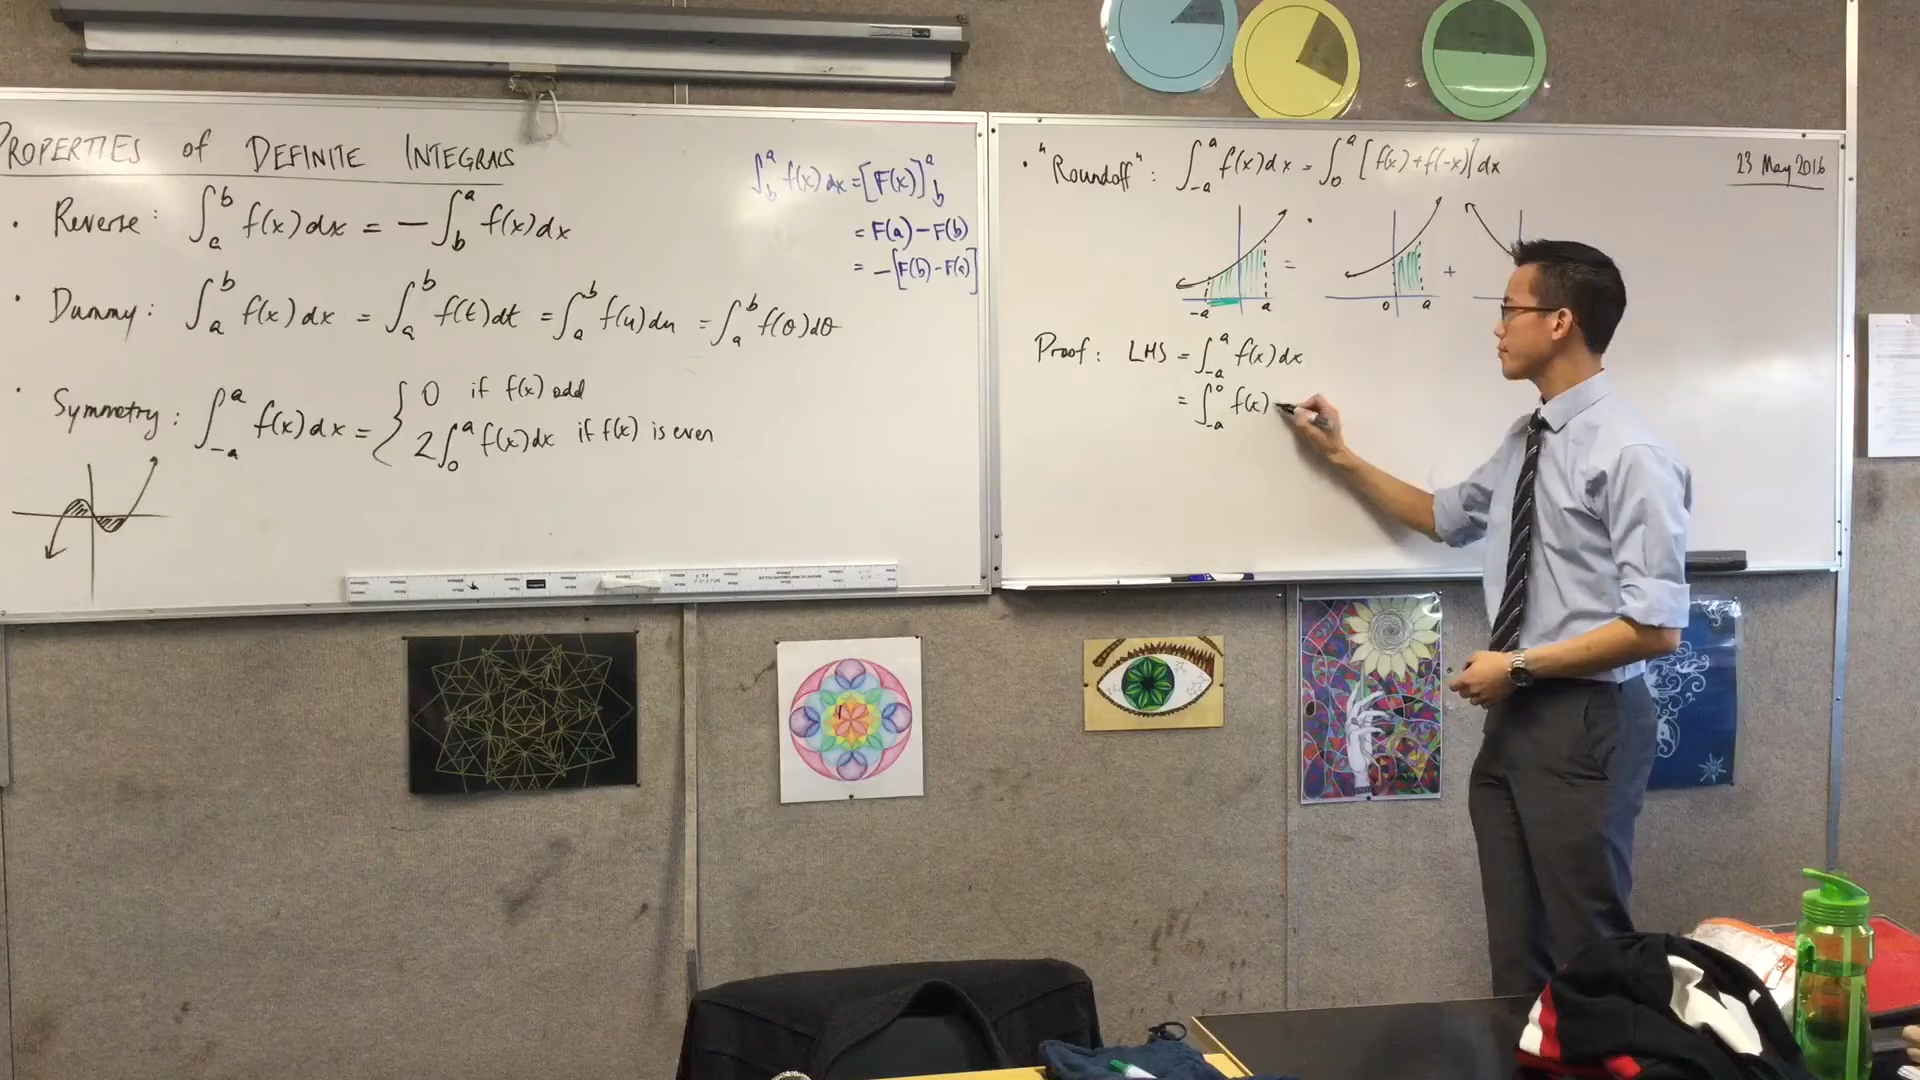 PROPERTIES of DEFINITE INTEGRALS
• Reverse: ∫_a^b f(x)dx = −∫_b^a f(x)dx
• Dummy: ∫_a^b f(x)dx = ∫_a^b f(t)dt = ∫_a^b f(u)du = ∫_a^b f(θ)dθ
• Symmetry: ∫_{-a}^a f(x)dx = { 0 if f(x) odd
2∫_0^a f(x)dx if f(x) is even
∫_b^a f(x)dx = [F(x)]_b^a
= F(a) − F(b)
= −[F(b) − F(a)]
• "Roundoff": ∫_{-a}^a f(x)dx = ∫_0^a [f(x)+f(-x)]dx
23 May 2016
= +
-a a 0 a
Proof: LHS = ∫_{-a}^a f(x)dx
= ∫_{-a}^0 f(x)